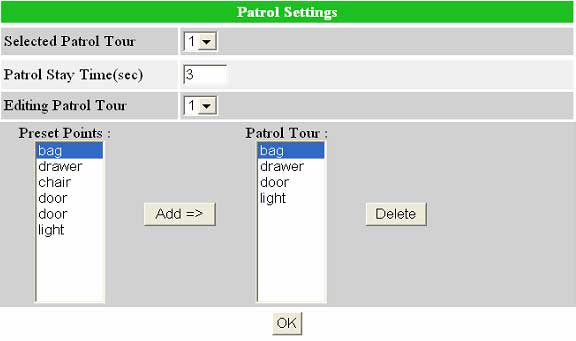 Patrol Settings
Selected Patrol Tour 1
Patrol Stay Time(sec) 3
Editing Patrol Tour 1
Preset Points :
bag
drawer
chair
door
door
light
Add =>
Patrol Tour :
bag
drawer
door
light
Delete
OK